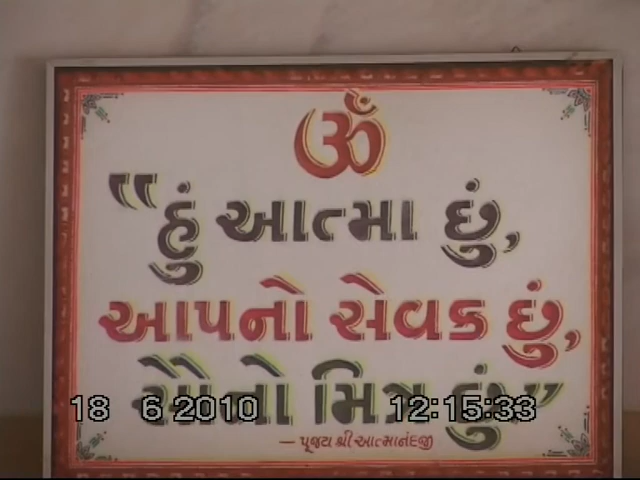 ૐ
"હું આત્મા છું,
આપનો સેવક છું,
સૌનો મિત્ર છું."
18 6 2010 12:15:33
— પૂજ્ય શ્રી આત્માનંદજી